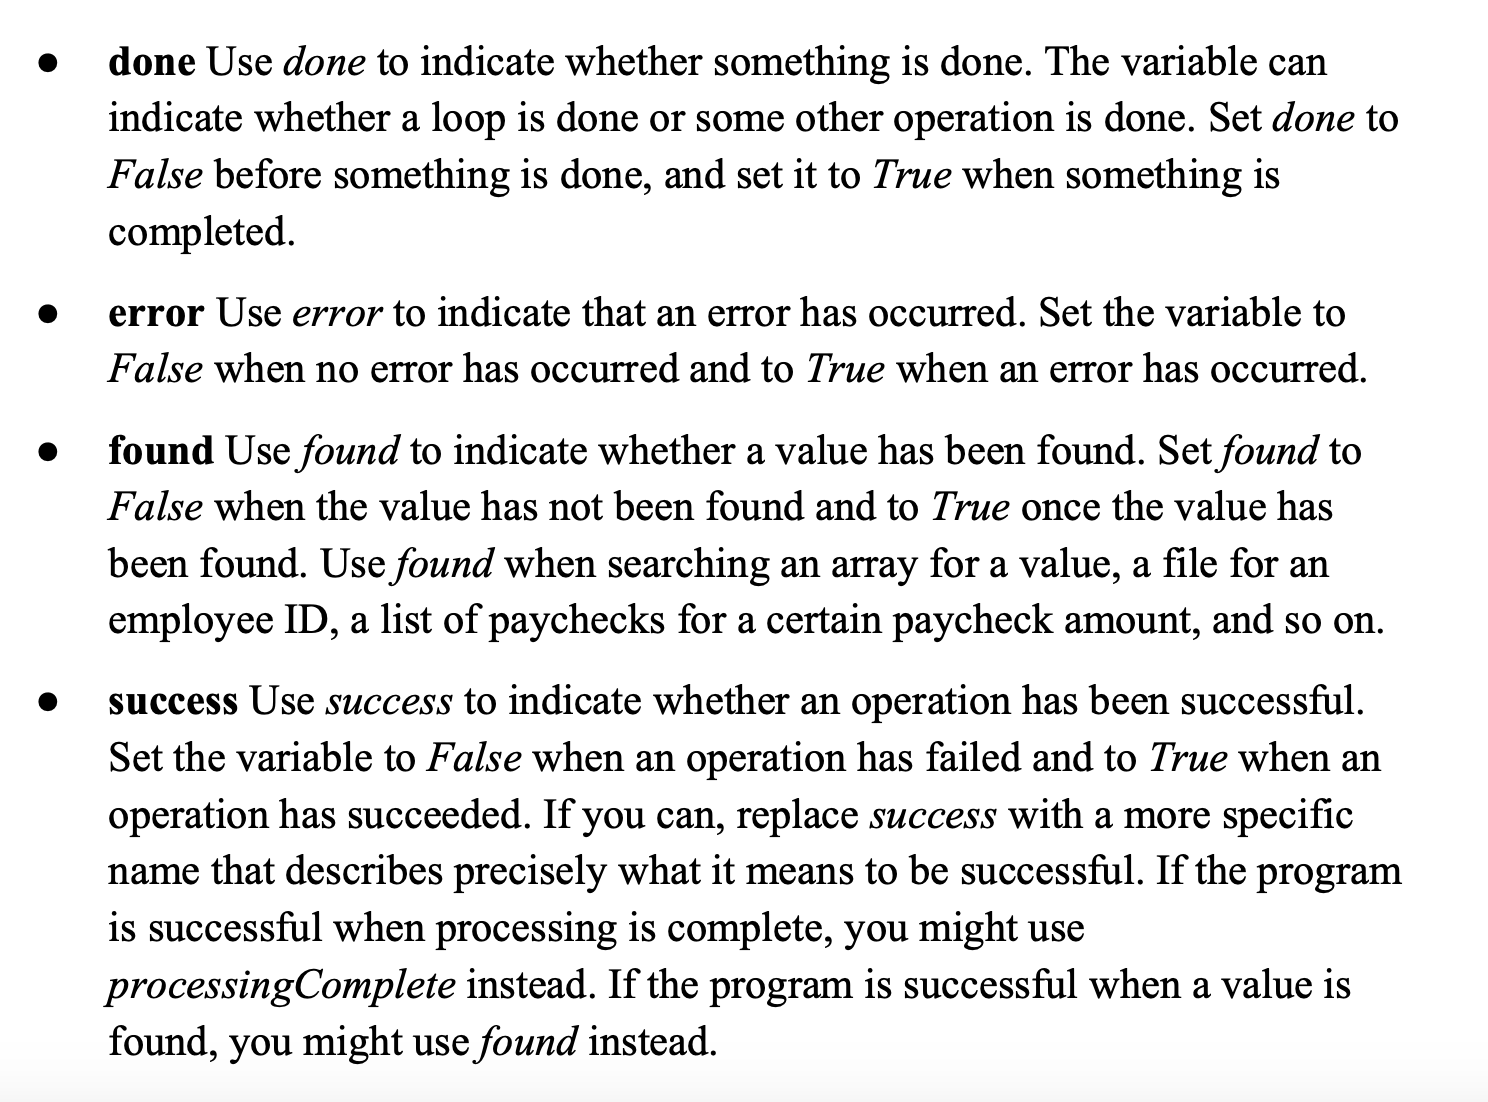 ● done Use done to indicate whether something is done. The variable can
indicate whether a loop is done or some other operation is done. Set done to
False before something is done, and set it to True when something is
completed.
● error Use error to indicate that an error has occurred. Set the variable to
False when no error has occurred and to True when an error has occurred.
● found Use found to indicate whether a value has been found. Set found to
False when the value has not been found and to True once the value has
been found. Use found when searching an array for a value, a file for an
employee ID, a list of paychecks for a certain paycheck amount, and so on.
● success Use success to indicate whether an operation has been successful.
Set the variable to False when an operation has failed and to True when an
operation has succeeded. If you can, replace success with a more specific
name that describes precisely what it means to be successful. If the program
is successful when processing is complete, you might use
processingComplete instead. If the program is successful when a value is
found, you might use found instead.